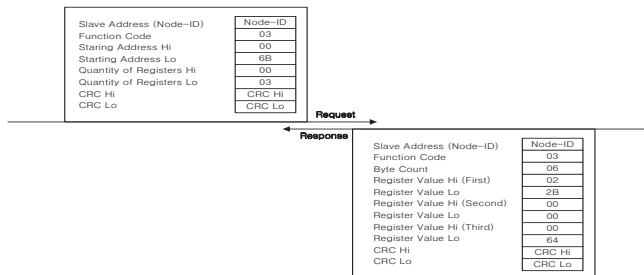 Slave Address (Node-ID) Node-ID
Function Code 03
Staring Address Hi 00
Starting Address Lo 6B
Quantity of Registers Hi 00
Quantity of Registers Lo 03
CRC Hi CRC Hi
CRC Lo CRC Lo
Request
Response
Slave Address (Node-ID) Node-ID
Function Code 03
Byte Count 06
Register Value Hi (First) 02
Register Value Lo 2B
Register Value Hi (Second) 00
Register Value Lo 00
Register Value Hi (Third) 00
Register Value Lo 64
CRC Hi CRC Hi
CRC Lo CRC Lo